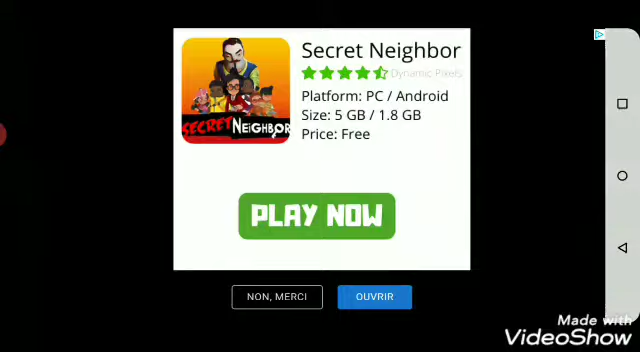 Secret Neighbor
Dynamic Pixels
Platform: PC / Android
Size: 5 GB / 1.8 GB
Price: Free
SECRET NEIGHBOR
PLAY NOW
NON, MERCI
OUVRIR
Made with
VideoShow